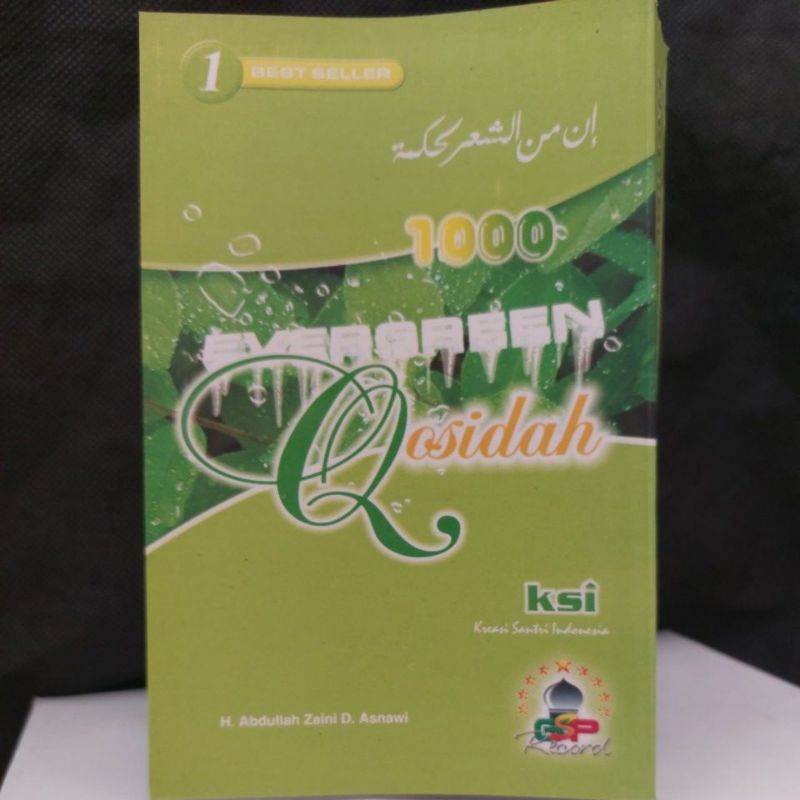 1 BEST SELLER
إن من الشعر لحكمة
1000
EVERGREEN
Qosidah
ksi
Kreasi Santri Indonesia
H. Abdullah Zaini D. Asnawi
GSP
Record